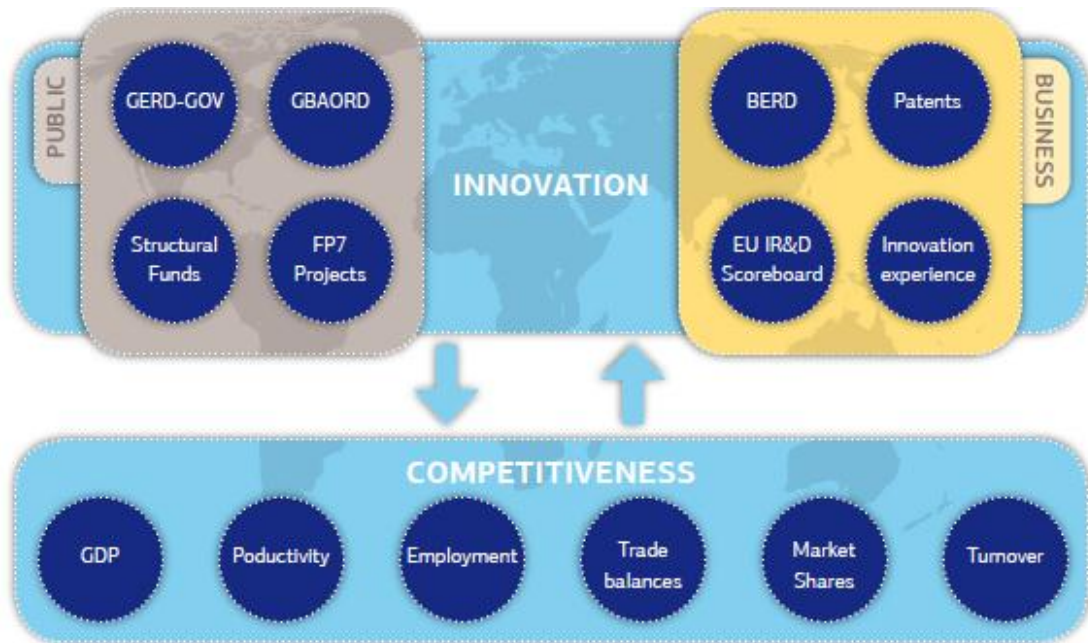 PUBLIC
GERD-GOV
GBAORD
Structural
Funds
FP7
Projects
INNOVATION
BERD
Patents
EU IR&D
Scoreboard
Innovation
experience
BUSINESS
COMPETITIVENESS
GDP
Poductivity
Employment
Trade
balances
Market
Shares
Turnover